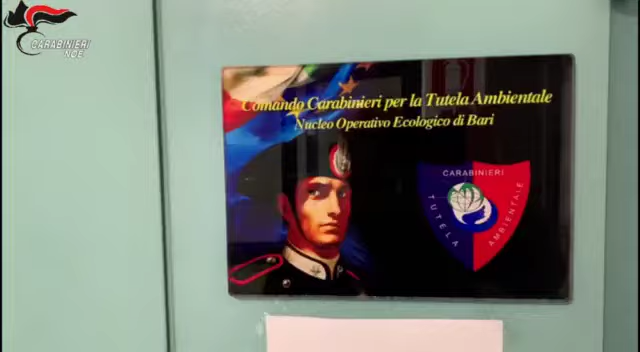 CARABINIERI
NOE
Comando Carabinieri per la Tutela Ambientale
Nucleo Operativo Ecologico di Bari
CARABINIERI
TUTELA
AMBIENTALE